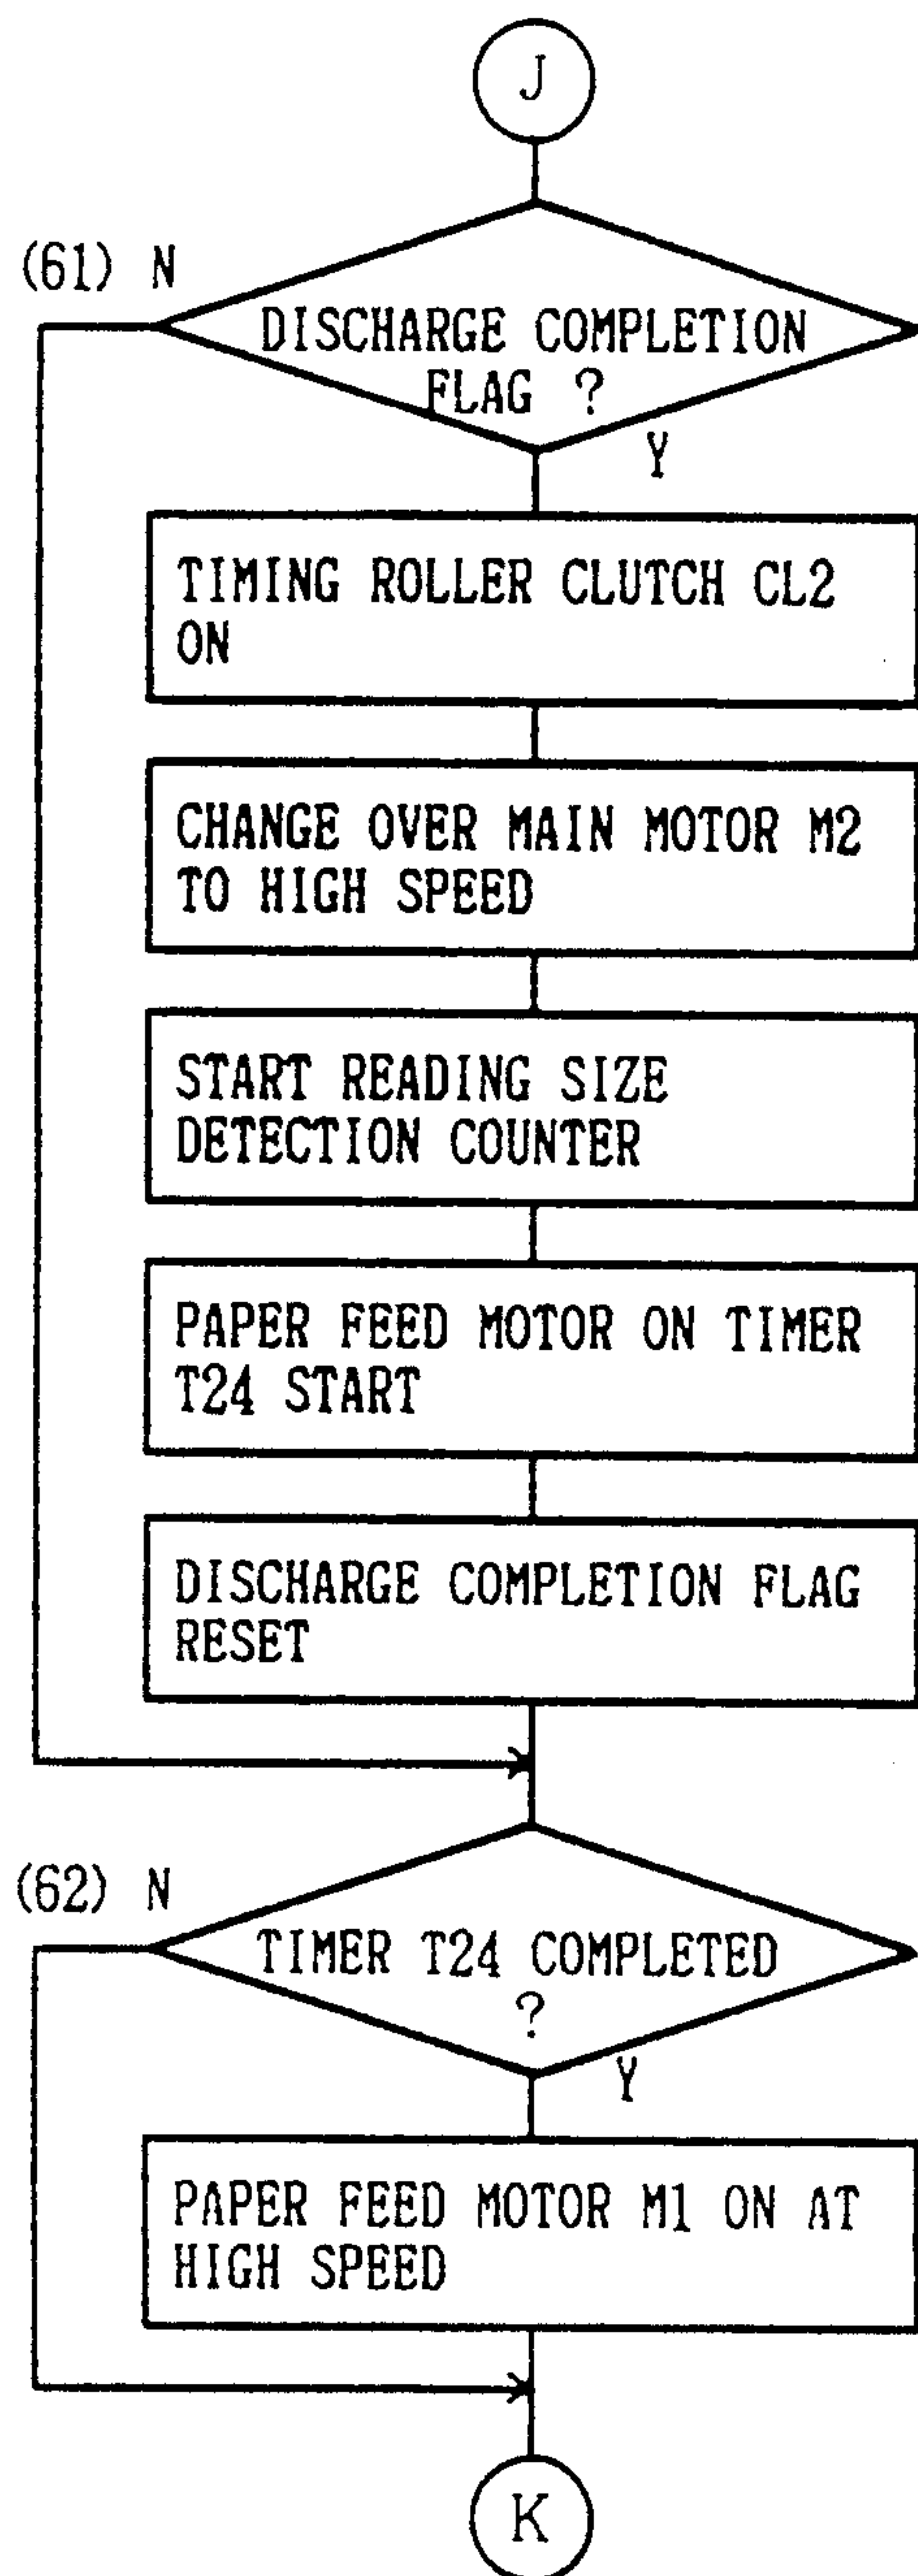 J
(61) N
DISCHARGE COMPLETION
FLAG ?
Y
TIMING ROLLER CLUTCH CL2
ON
CHANGE OVER MAIN MOTOR M2
TO HIGH SPEED
START READING SIZE
DETECTION COUNTER
PAPER FEED MOTOR ON TIMER
T24 START
DISCHARGE COMPLETION FLAG
RESET
(62) N
TIMER T24 COMPLETED
?
Y
PAPER FEED MOTOR M1 ON AT
HIGH SPEED
K